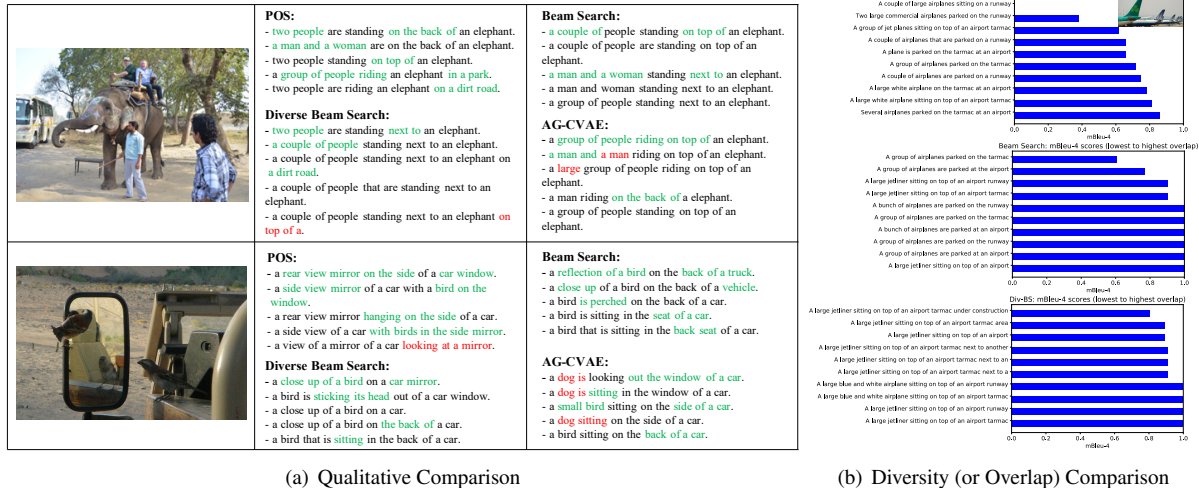 POS:
- two people are standing on the back of an elephant.
- a man and a woman are on the back of an elephant.
- two people standing on top of an elephant.
- a group of people riding an elephant in a park.
- two people are riding an elephant on a dirt road.
Diverse Beam Search:
- two people are standing next to an elephant.
- a couple of people standing next to an elephant.
- a couple of people standing next to an elephant on
a dirt road.
- a couple of people that are standing next to an
elephant.
- a couple of people standing next to an elephant on
top of a.
Beam Search:
- a couple of people standing on top of an elephant.
- a couple of people are standing on top of an
elephant.
- a man and a woman standing next to an elephant.
- a man and woman standing next to an elephant.
- a group of people standing next to an elephant.
AG-CVAE:
- a group of people riding on top of an elephant.
- a man and a man riding on top of an elephant.
- a large group of people riding on top of an
elephant.
- a man riding on the back of a elephant.
- a group of people standing on top of an
elephant.
POS:
- a rear view mirror on the side of a car window.
- a side view mirror of a car with a bird on the
window.
- a rear view mirror hanging on the side of a car.
- a side view of a car with birds in the side mirror.
- a view of a mirror of a car looking at a mirror.
Diverse Beam Search:
- a close up of a bird on a car mirror.
- a bird is sticking its head out of a car window.
- a close up of a bird on a car.
- a close up of a bird on the back of a car.
- a bird that is sitting in the back of a car.
Beam Search:
- a reflection of a bird on the back of a truck.
- a close up of a bird on the back of a vehicle.
- a bird is perched on the back of a car.
- a bird is sitting in the seat of a car.
- a bird that is sitting in the back seat of a car.
AG-CVAE:
- a dog is looking out the window of a car.
- a dog is sitting in the window of a car.
- a small bird sitting on the side of a car.
- a dog sitting on the side of a car.
- a bird sitting on the back of a car.
(a) Qualitative Comparison
A couple of large airplanes sitting on a runway
Two large commercial airplanes parked on the runway
A group of jet planes sitting on top of an airport tarmac
A couple of airplanes that are parked on a runway
A plane is parked on the tarmac at an airport
A group of airplanes parked on the tarmac
A couple of airplanes are parked on a runway
A large white airplane on the tarmac at an airport
A large white airplane sitting on top of an airport tarmac
Several airplanes parked on the tarmac at an airport
0.0 0.2 0.4 0.6 0.8 1.0
mBleu-4
Beam Search: mBleu-4 scores (lowest to highest overlap)
A group of airplanes parked on the tarmac
A group of airplanes are parked at the airport
A large jetliner sitting on top of an airport runway
A large jetliner sitting on top of an airport tarmac
A bunch of airplanes are parked on the runway
A group of airplanes are parked on the tarmac
A bunch of airplanes are parked at an airport
A group of airplanes are parked on the runway
A group of airplanes are parked at an airport
A large jetliner sitting on top of an airport
0.0 0.2 0.4 0.6 0.8 1.0
mBleu-4
Div-BS: mBleu-4 scores (lowest to highest overlap)
A large jetliner sitting on top of an airport tarmac under construction
A large jetliner sitting on top of an airport tarmac area
A large jetliner sitting on top of an airport
A large jetliner sitting on top of an airport tarmac next to another
A large jetliner sitting on top of an airport tarmac next to an
A large jetliner sitting on top of an airport tarmac next to a
A large blue and white airplane sitting on top of an airport runway
A large blue and white airplane sitting on top of an airport tarmac
A large jetliner sitting on top of an airport runway
A large jetliner sitting on top of an airport tarmac
0.0 0.2 0.4 0.6 0.8 1.0
mBleu-4
(b) Diversity (or Overlap) Comparison